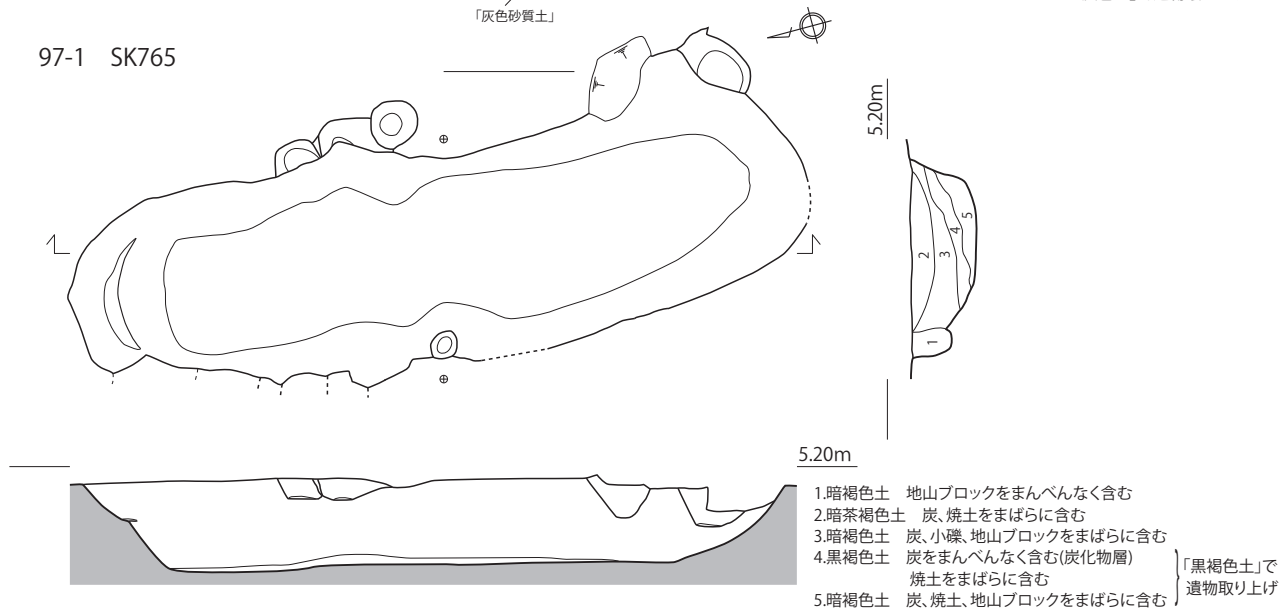 「灰色砂質土」
97-1 SK765
5.20m
2
3
4
5
1
5.20m
1.暗褐色土 地山ブロックをまんべんなく含む
2.暗茶褐色土 炭、焼土をまばらに含む
3.暗褐色土 炭、小礫、地山ブロックをまばらに含む
4.黒褐色土 炭をまんべんなく含む(炭化物層)
焼土をまばらに含む
5.暗褐色土 炭、焼土、地山ブロックをまばらに含む
「黒褐色土」で
遺物取り上げ